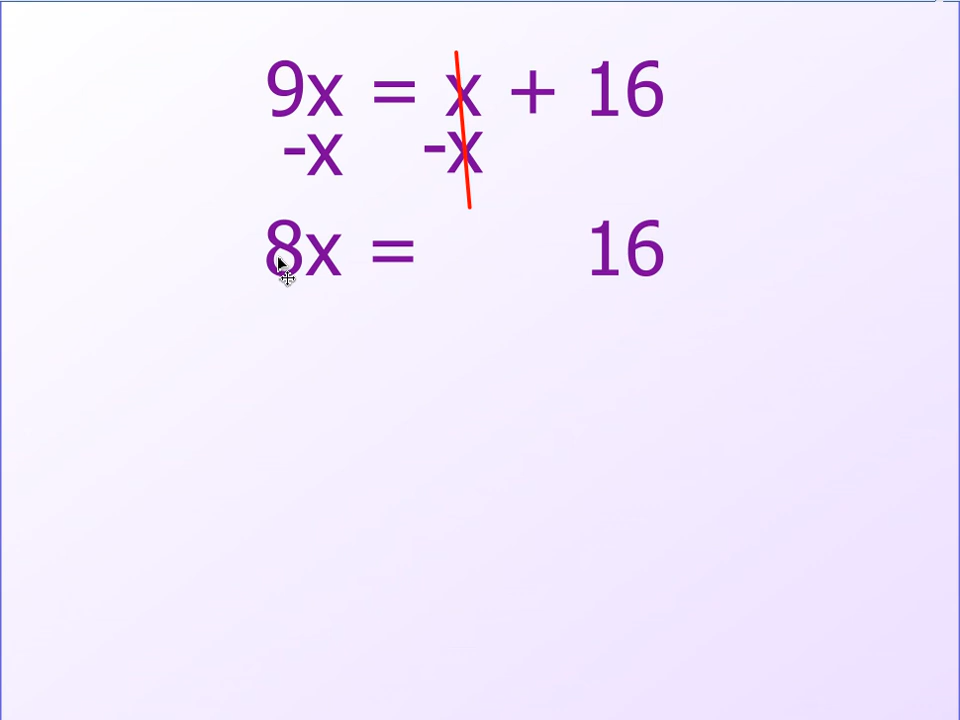 9x = x + 16
-x -x
8x = 16